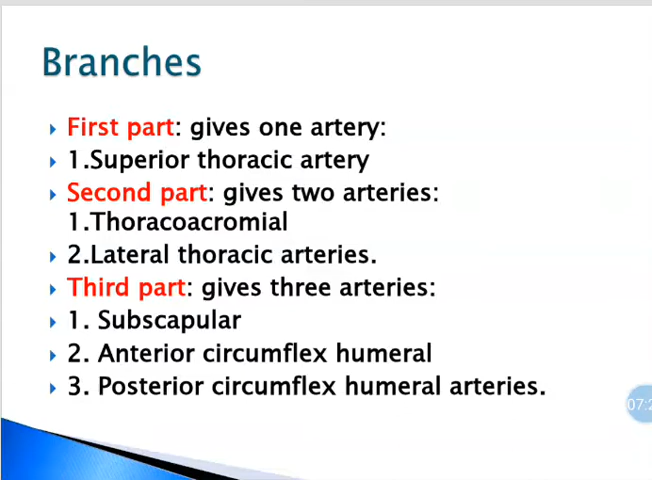 Branches
First part: gives one artery:
1.Superior thoracic artery
Second part: gives two arteries:
1.Thoracoacromial
2.Lateral thoracic arteries.
Third part: gives three arteries:
1. Subscapular
2. Anterior circumflex humeral
3. Posterior circumflex humeral arteries.